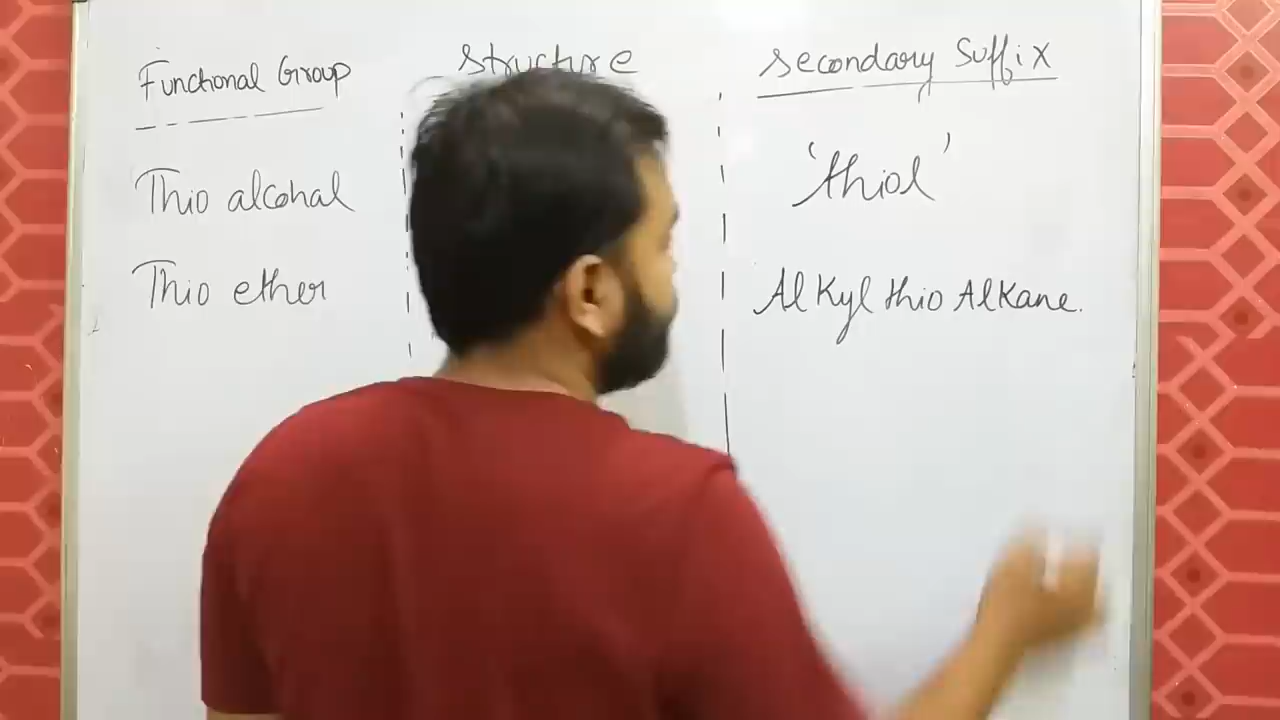 Functional Group
structure
secondary suffix
Thio alcohal
'thiol'
Thio ether
Alkyl thio Alkane.